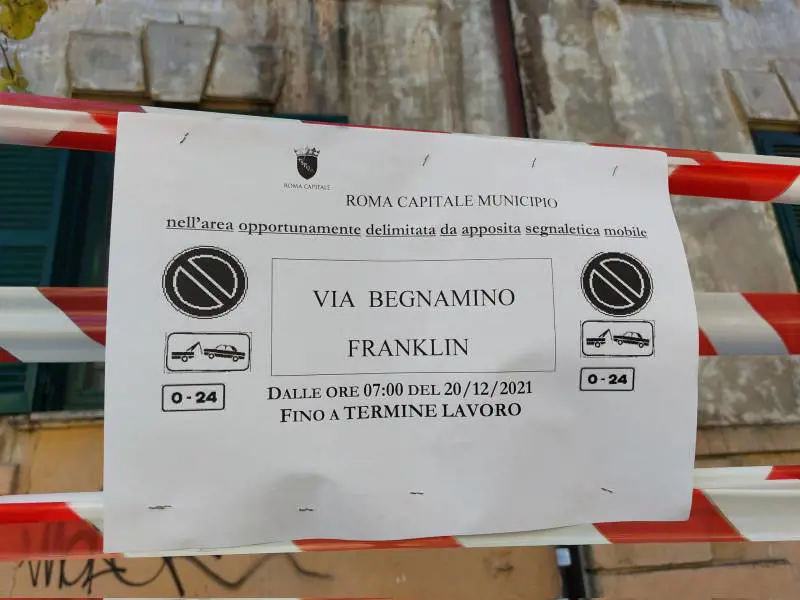 ROMA CAPITALE
ROMA CAPITALE MUNICIPIO
nell'area opportunamente delimitata da apposita segnaletica mobile
VIA BEGNAMINO
FRANKLIN
0-24
0-24
DALLE ORE 07:00 DEL 20/12/2021
FINO A TERMINE LAVORO